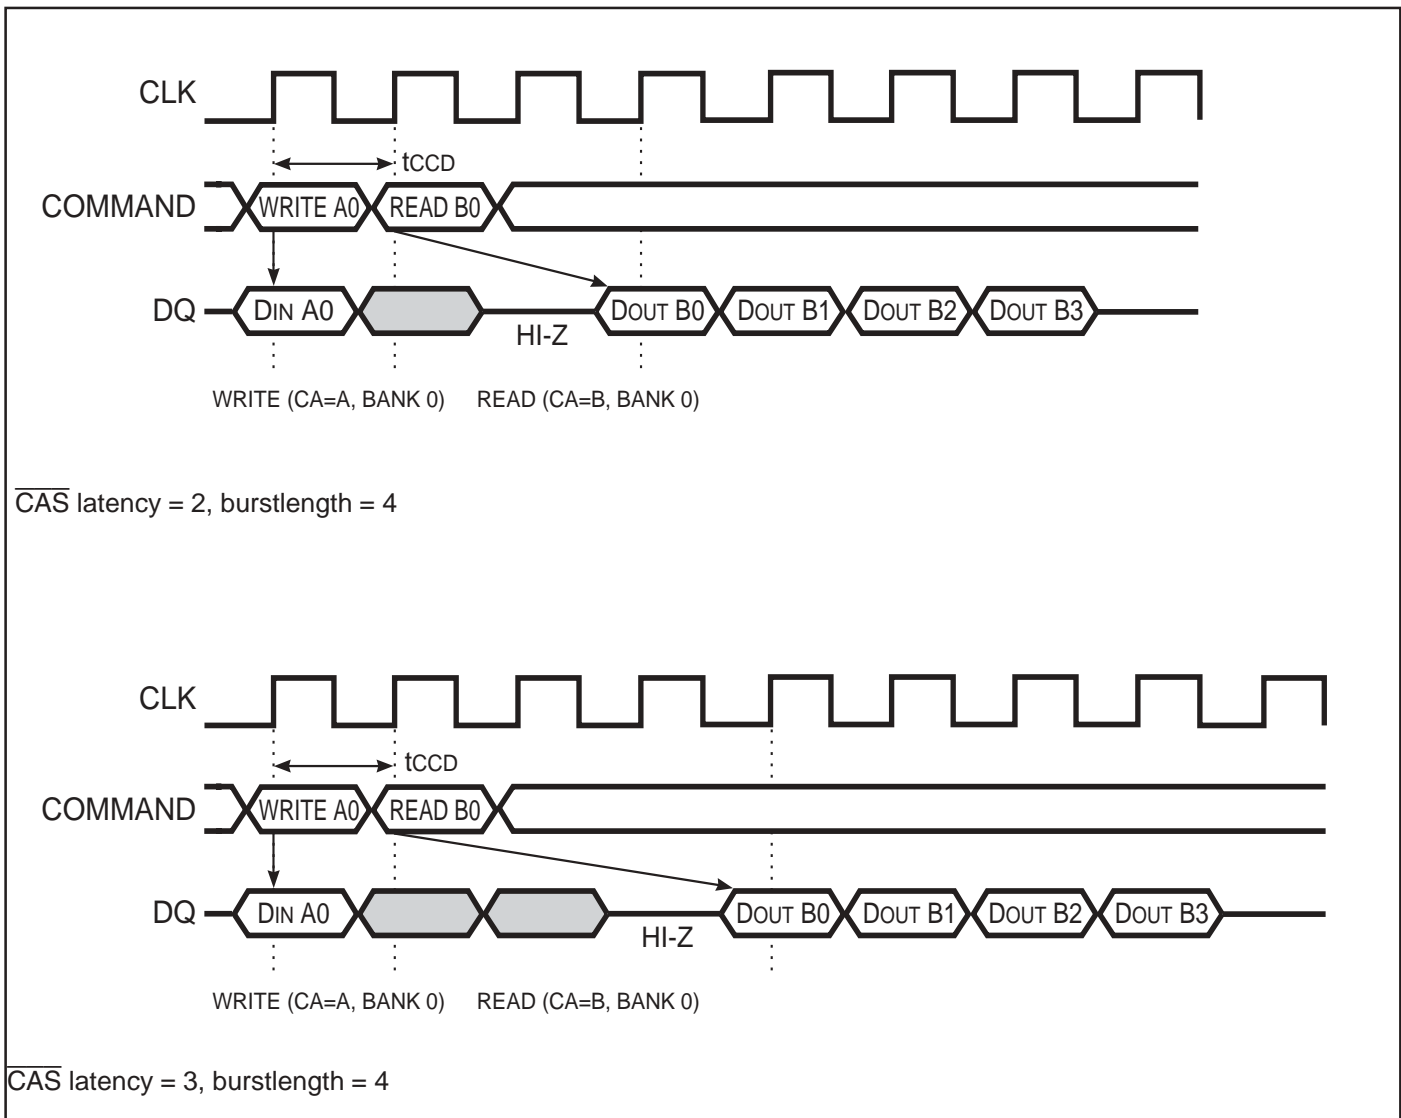 CLK
tCCD
COMMAND WRITE A0 READ B0
DQ DIN A0 DOUT B0 DOUT B1 DOUT B2 DOUT B3
HI-Z
WRITE (CA=A, BANK 0) READ (CA=B, BANK 0)
CAS latency = 2, burstlength = 4
CLK
tCCD
COMMAND WRITE A0 READ B0
DQ DIN A0 DOUT B0 DOUT B1 DOUT B2 DOUT B3
HI-Z
WRITE (CA=A, BANK 0) READ (CA=B, BANK 0)
CAS latency = 3, burstlength = 4